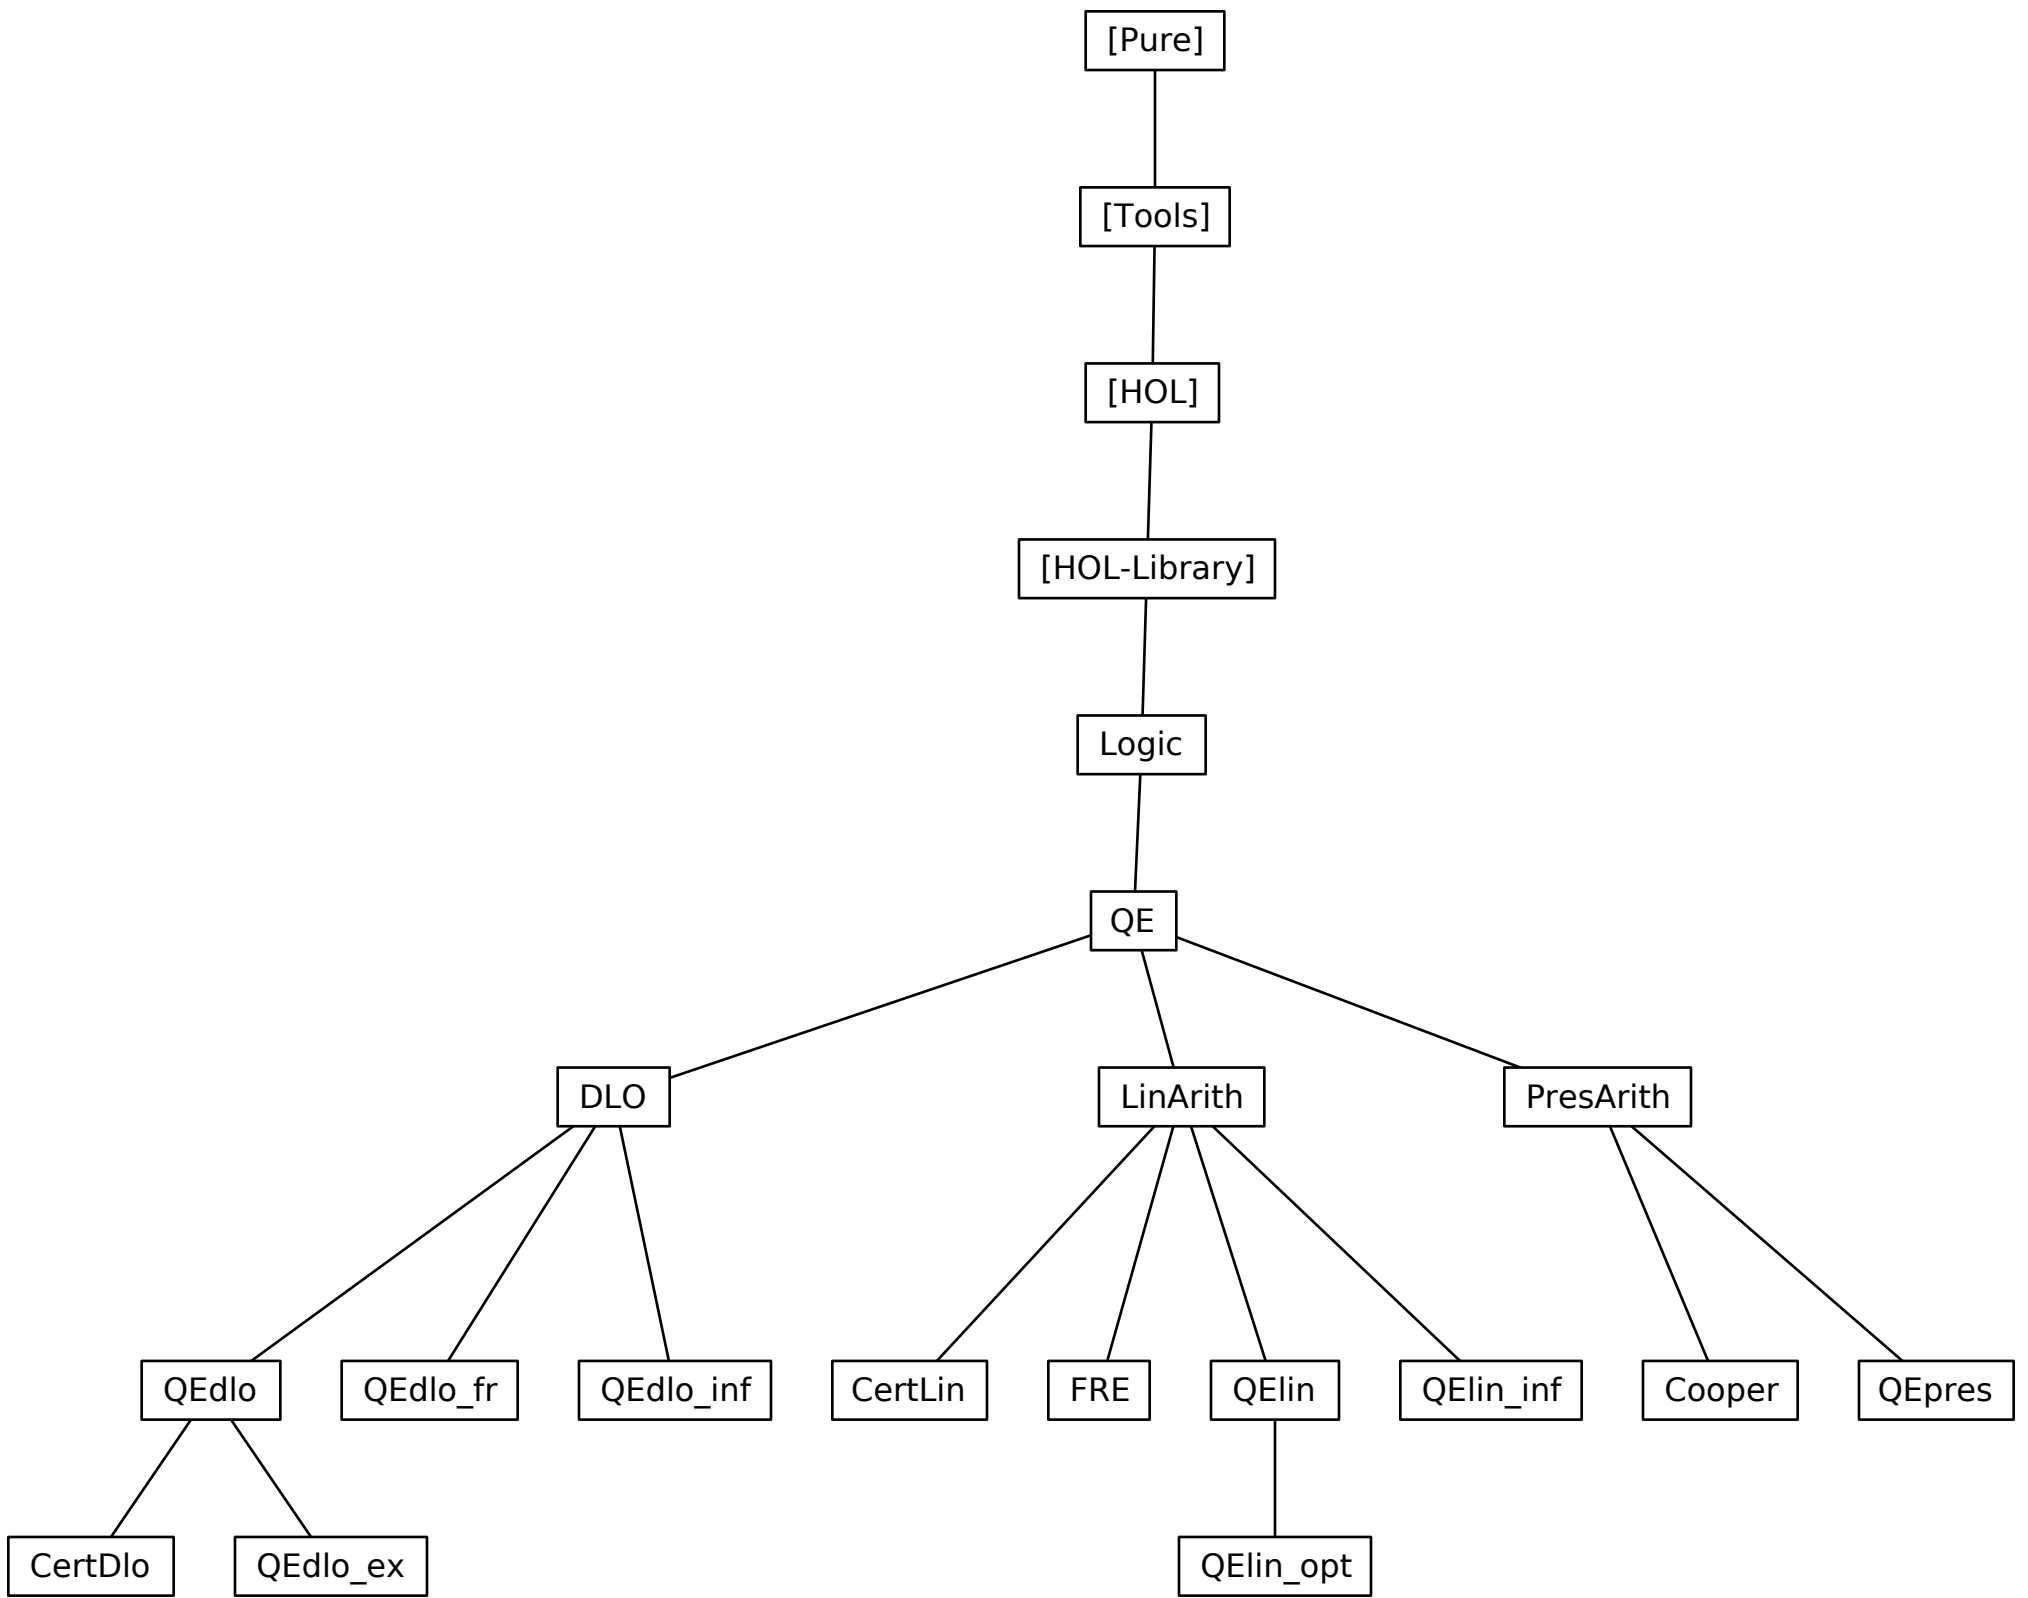 [Pure]
[Tools]
[HOL]
[HOL-Library]
Logic
QE
DLO
LinArith
PresArith
QEdlo
QEdlo_fr
QEdlo_inf
CertLin
FRE
QElin
QElin_inf
Cooper
QEpres
CertDlo
QEdlo_ex
QElin_opt